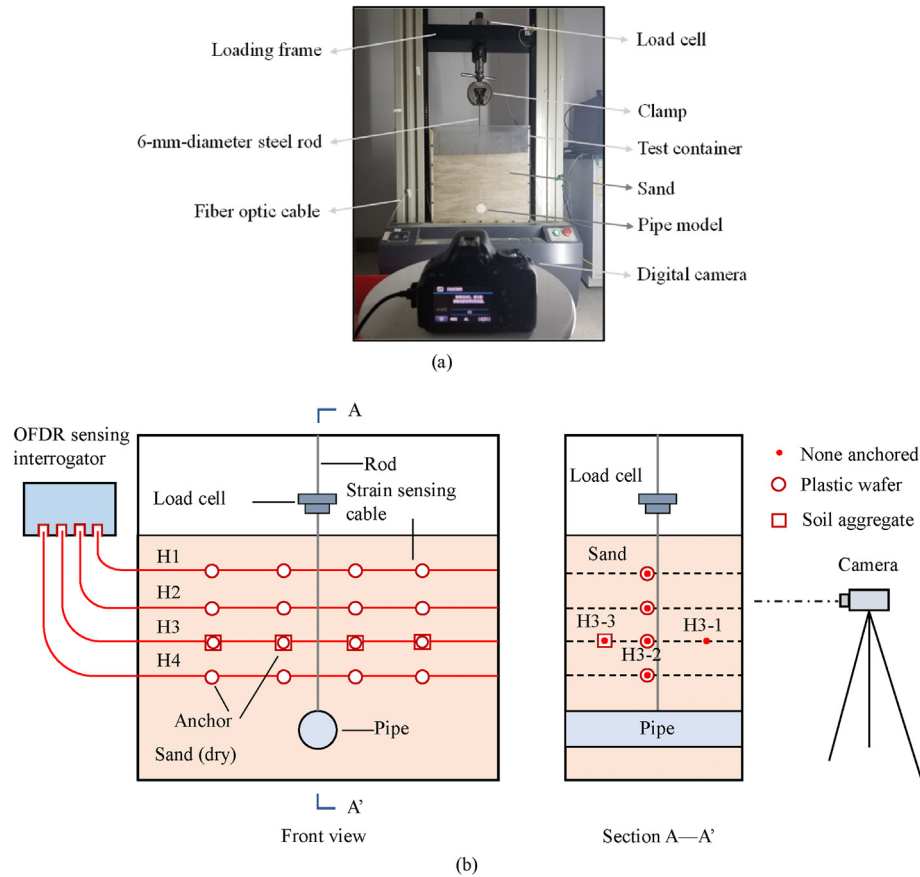 Loading frame
Load cell
Clamp
6-mm-diameter steel rod
Test container
Sand
Fiber optic cable
Pipe model
Digital camera
(a)
A
OFDR sensing
interrogator
Rod
Load cell
Strain sensing
cable
H1
H2
H3
H4
Anchor
Pipe
Sand (dry)
A’
Front view
Load cell
Sand
H3-3
H3-1
H3-2
Pipe
Section A—A’
None anchored
Plastic wafer
Soil aggregate
Camera
(b)